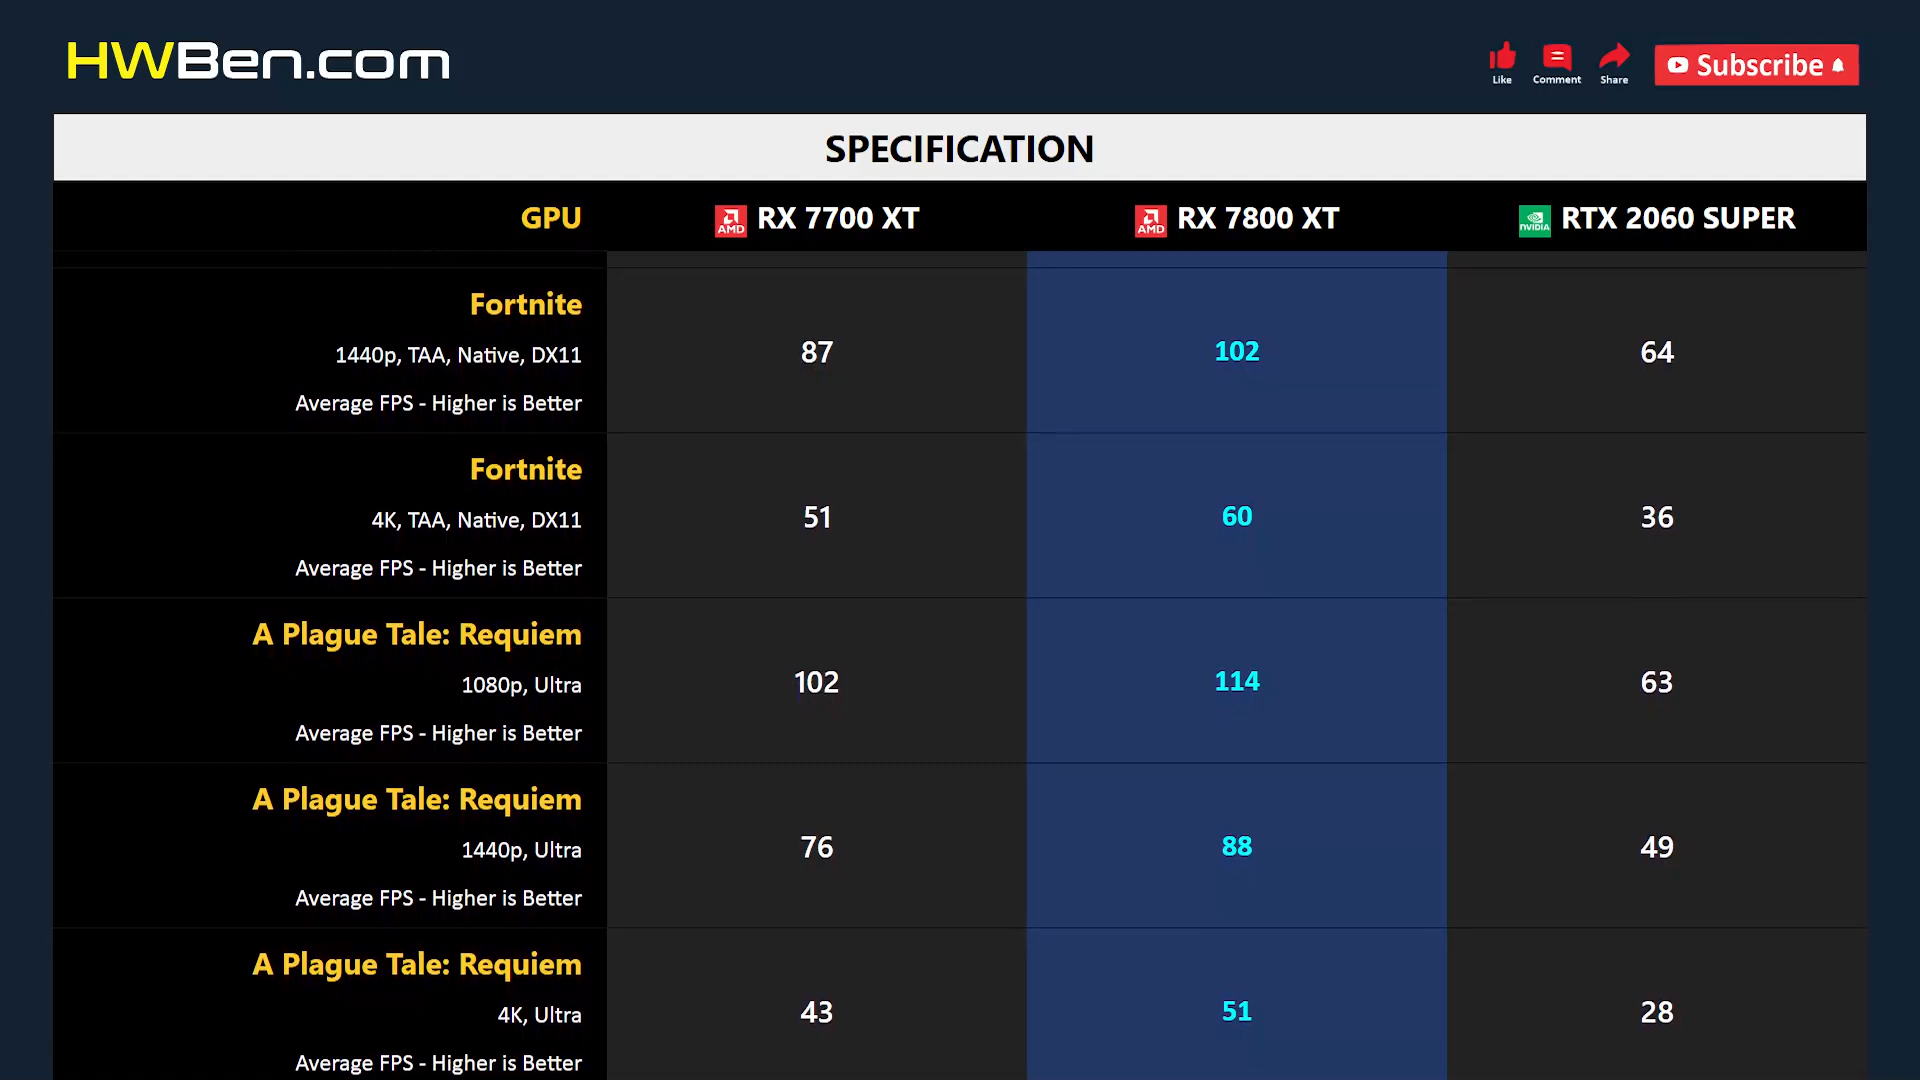 HWBen.com
Like
Comment
Share
Subscribe
SPECIFICATION
GPU
AMD
RX 7700 XT
AMD
RX 7800 XT
NVIDIA
RTX 2060 SUPER
Fortnite
1440p, TAA, Native, DX11
Average FPS - Higher is Better
87
102
64
Fortnite
4K, TAA, Native, DX11
Average FPS - Higher is Better
51
60
36
A Plague Tale: Requiem
1080p, Ultra
Average FPS - Higher is Better
102
114
63
A Plague Tale: Requiem
1440p, Ultra
Average FPS - Higher is Better
76
88
49
A Plague Tale: Requiem
4K, Ultra
Average FPS - Higher is Better
43
51
28